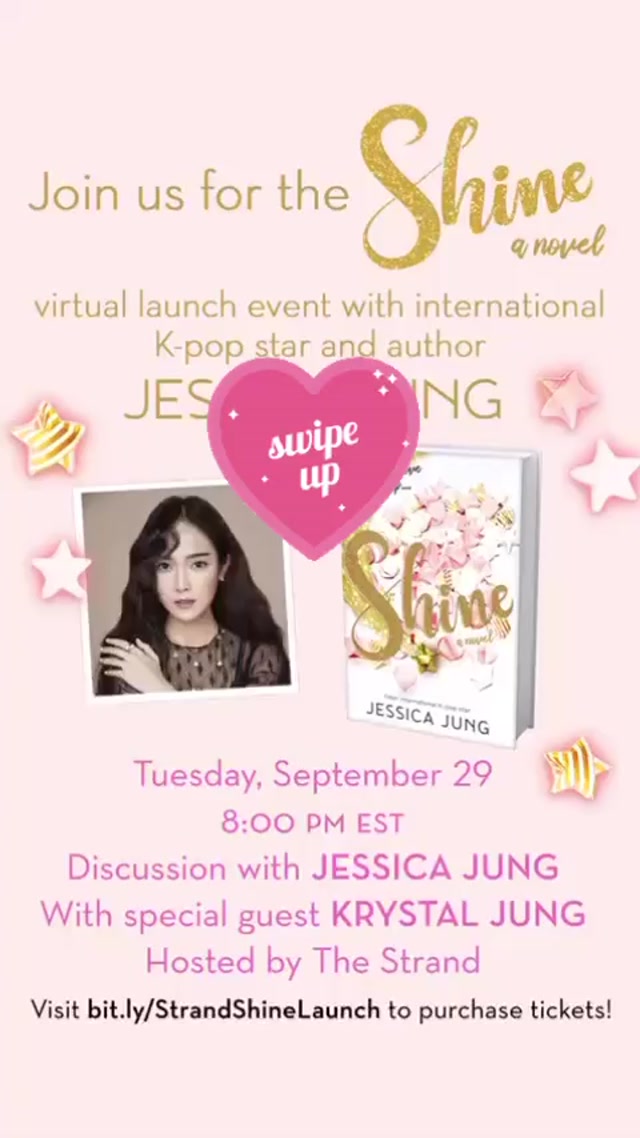 Join us for the Shine
a novel
virtual launch event with international
K-pop star and author
JES NG
swipe
up
Shine
a novel
JESSICA JUNG
Tuesday, September 29
8:00 PM EST
Discussion with JESSICA JUNG
With special guest KRYSTAL JUNG
Hosted by The Strand
Visit bit.ly/StrandShineLaunch to purchase tickets!